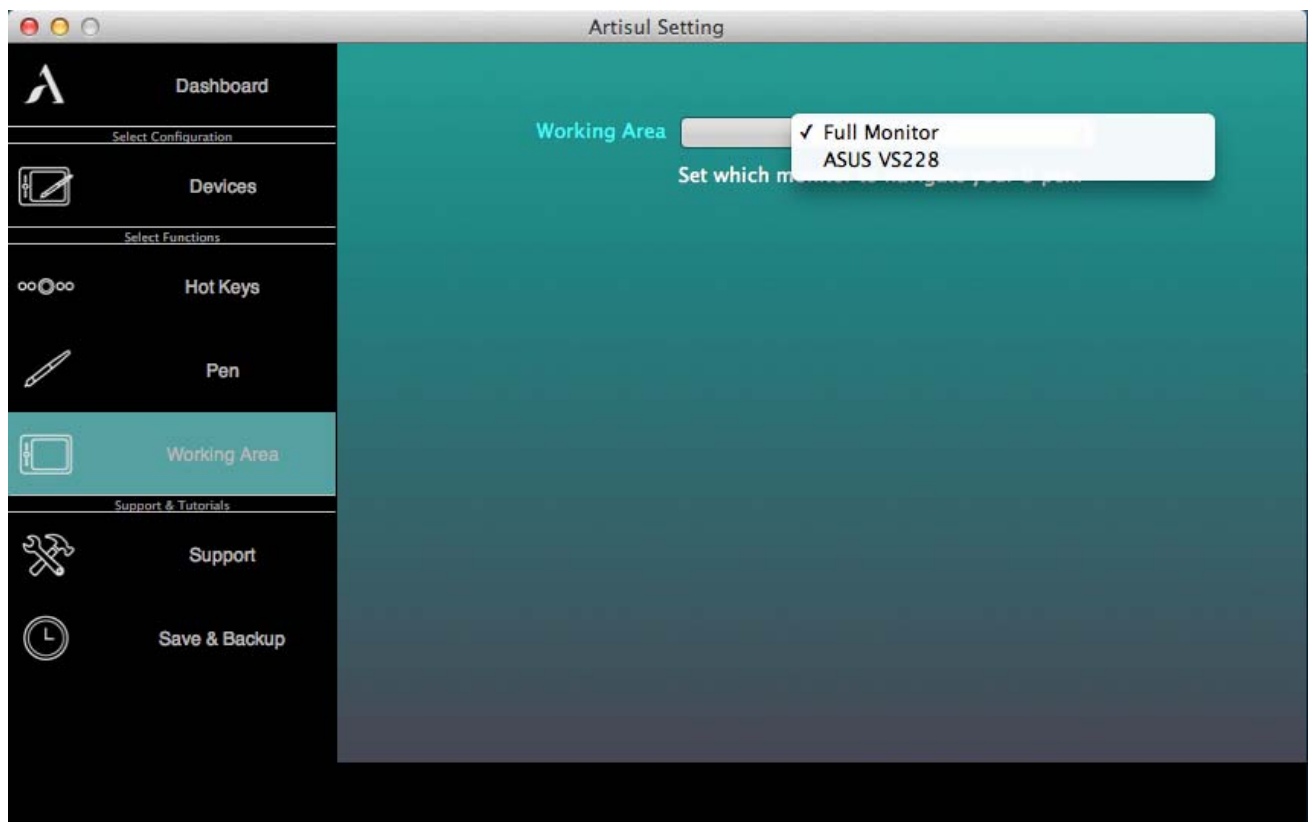 Artisul Setting
Dashboard
Select Configuration
Devices
Select Functions
Hot Keys
Pen
Working Area
Support & Tutorials
Support
Save & Backup
Working Area
✓ Full Monitor
ASUS VS228
Set which